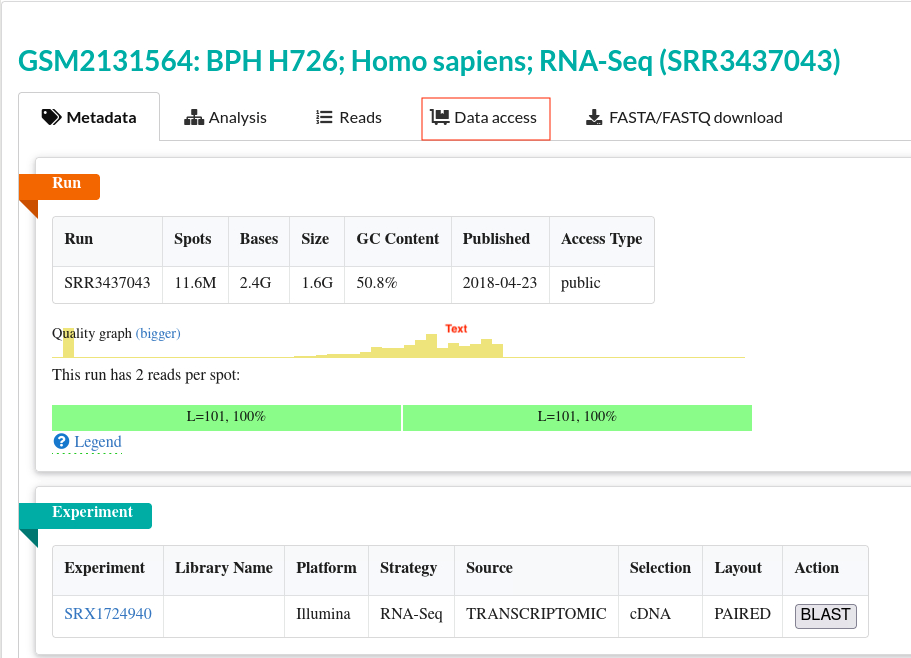 GSM2131564: BPH H726; Homo sapiens; RNA-Seq (SRR3437043)
Metadata Analysis Reads Data access FASTA/FASTQ download
Run
Run Spots Bases Size GC Content Published Access Type
SRR3437043 11.6M 2.4G 1.6G 50.8% 2018-04-23 public
Text
Quality graph (bigger)
This run has 2 reads per spot:
L=101, 100% L=101, 100%
? Legend
Experiment
Experiment Library Name Platform Strategy Source Selection Layout Action
SRX1724940 Illumina RNA-Seq TRANSCRIPTOMIC cDNA PAIRED BLAST